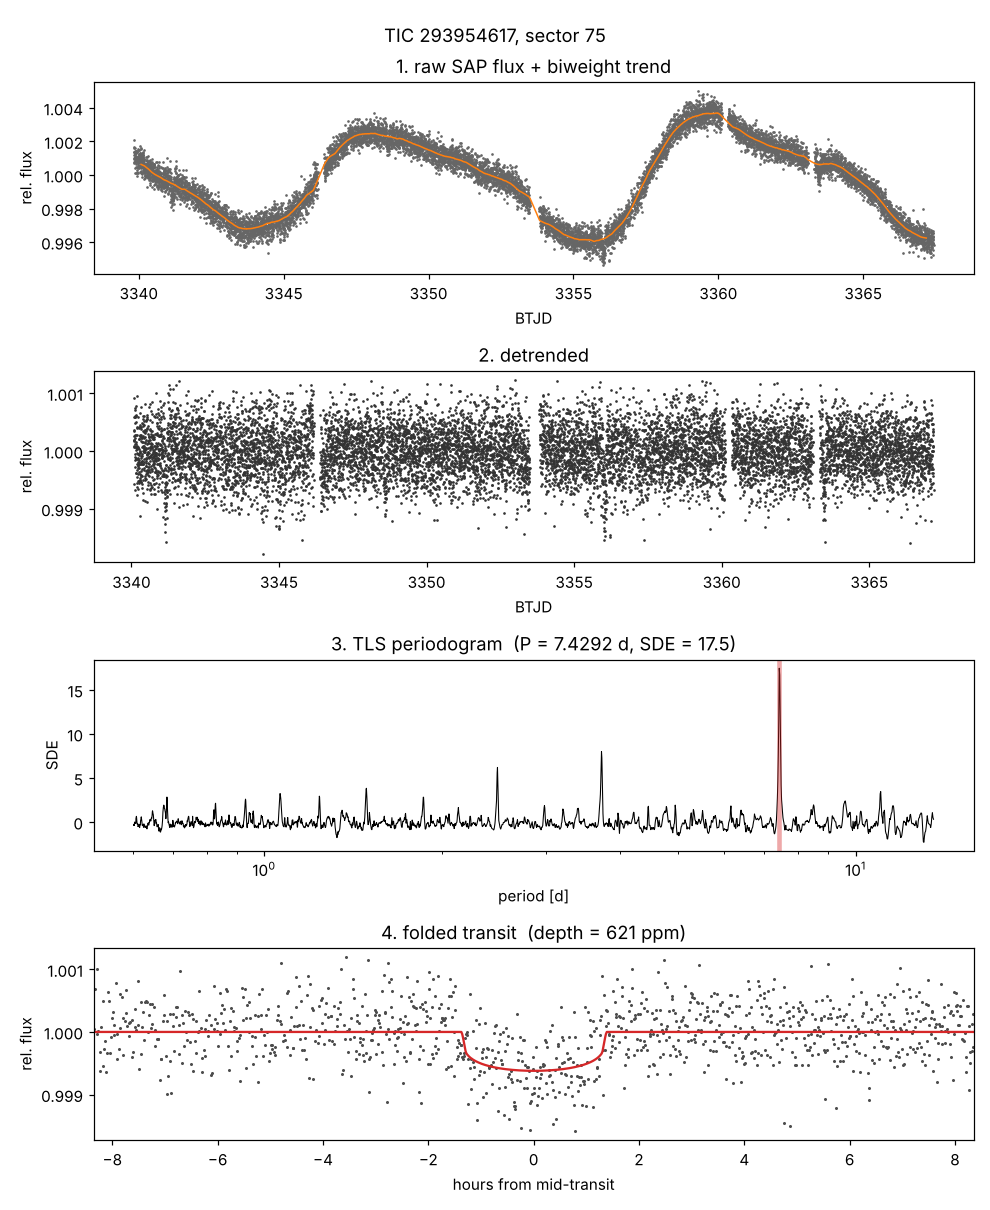 TIC 293954617, sector 75
1. raw SAP flux + biweight trend
rel. flux
1.004
1.002
1.000
0.998
0.996
3340 3345 3350 3355 3360 3365
BTJD
2. detrended
rel. flux
1.001
1.000
0.999
3340 3345 3350 3355 3360 3365
BTJD
3. TLS periodogram (P = 7.4292 d, SDE = 17.5)
SDE
15
10
5
0
10⁰ 10¹
period [d]
4. folded transit (depth = 621 ppm)
rel. flux
1.001
1.000
0.999
−8 −6 −4 −2 0 2 4 6 8
hours from mid-transit